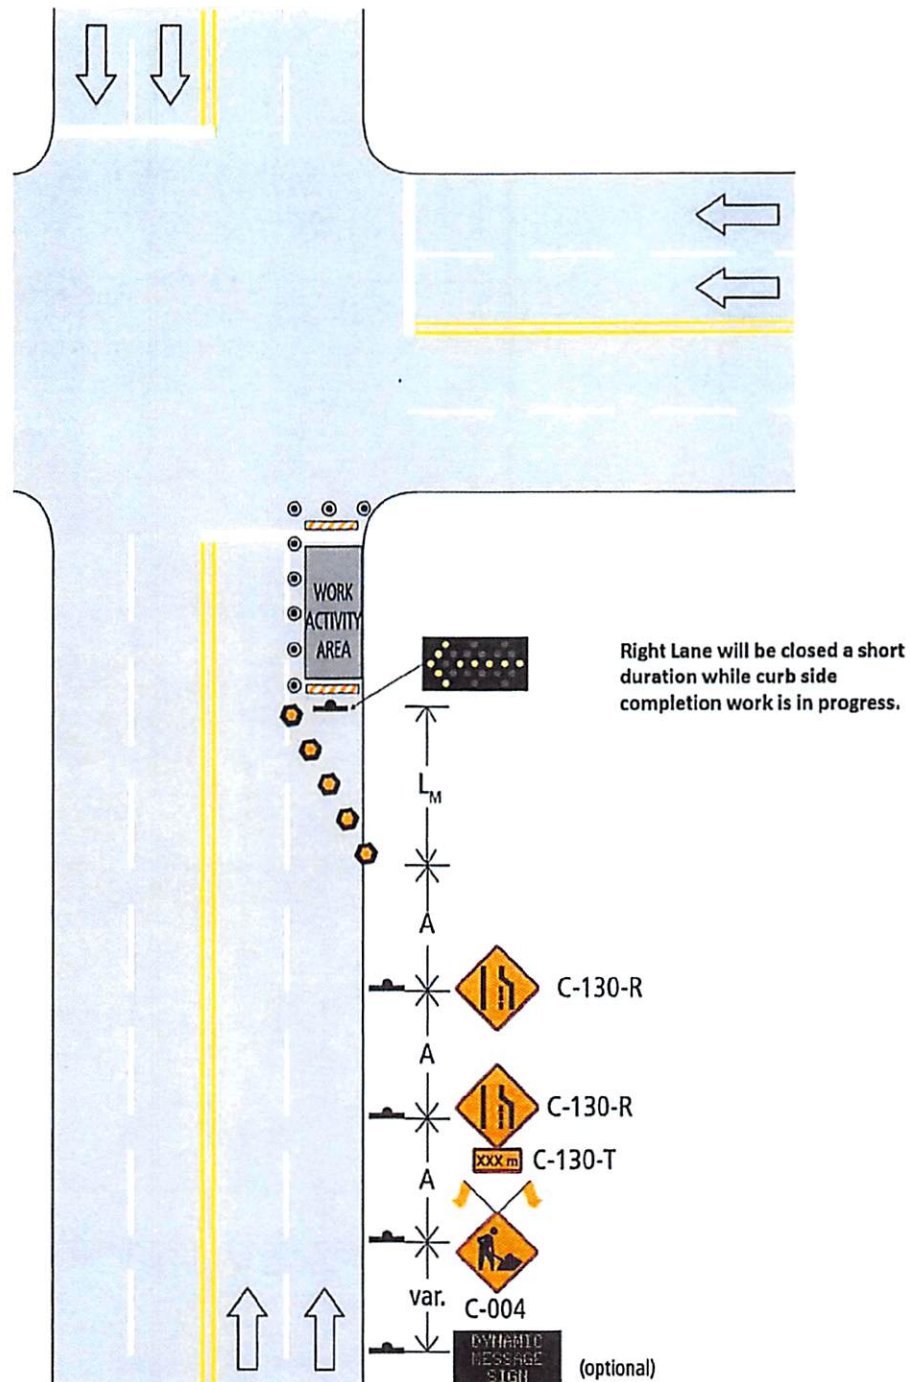 WORK
ACTIVITY
AREA
Right Lane will be closed a short
duration while curb side
completion work is in progress.
L_M
A
C-130-R
A
C-130-R
XXX m
C-130-T
A
var.
C-004
DYNAMIC
MESSAGE
SIGN
(optional)